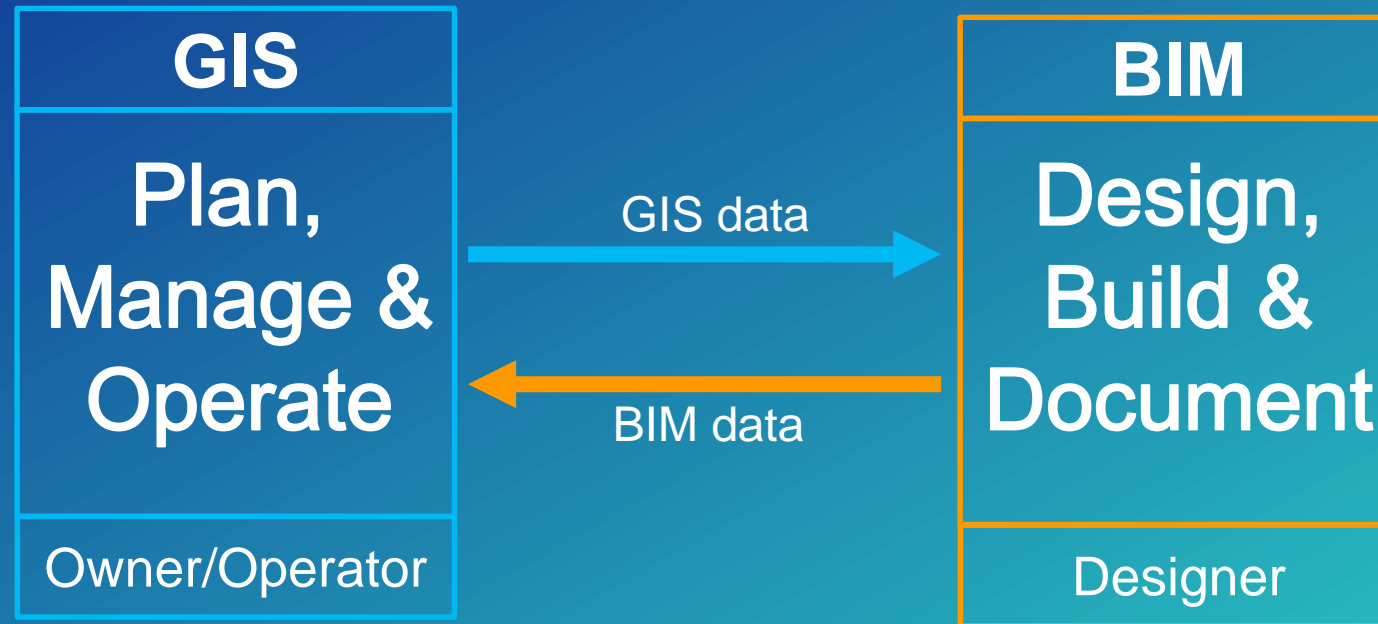 GIS
Plan,
Manage &
Operate
Owner/Operator
GIS data
BIM data
BIM
Design,
Build &
Document
Designer